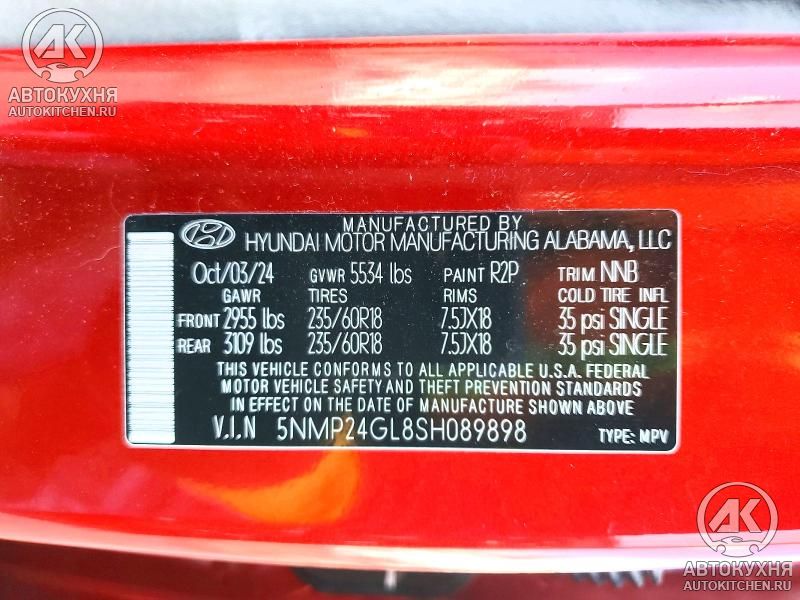 AK
АВТОКУХНЯ
AUTOKITCHEN.RU
MANUFACTURED BY
HYUNDAI MOTOR MANUFACTURING ALABAMA, LLC
Oct/03/24 GVWR 5534 lbs PAINT R2P TRIM NNB
GAWR TIRES RIMS COLD TIRE INFL
FRONT 2955 lbs 235/60R18 7.5JX18 35 psi SINGLE
REAR 3109 lbs 235/60R18 7.5JX18 35 psi SINGLE
THIS VEHICLE CONFORMS TO ALL APPLICABLE U.S.A. FEDERAL
MOTOR VEHICLE SAFETY AND THEFT PREVENTION STANDARDS
IN EFFECT ON THE DATE OF MANUFACTURE SHOWN ABOVE
V.I.N 5NMP24GL8SH089898 TYPE: MPV
AK
АВТОКУХНЯ
AUTOKITCHEN.RU